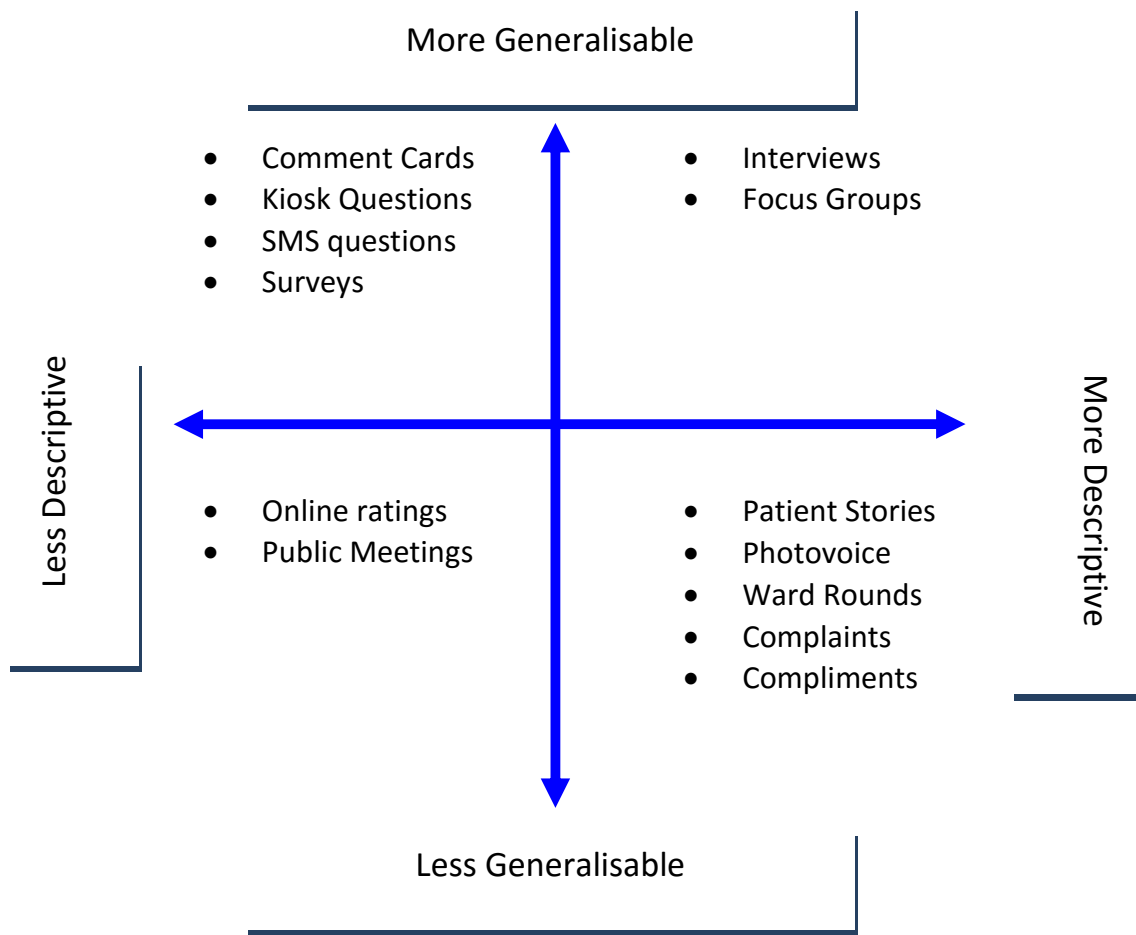 More Generalisable
• Comment Cards
• Kiosk Questions
• SMS questions
• Surveys
• Interviews
• Focus Groups
Less Descriptive
More Descriptive
• Online ratings
• Public Meetings
• Patient Stories
• Photovoice
• Ward Rounds
• Complaints
• Compliments
Less Generalisable